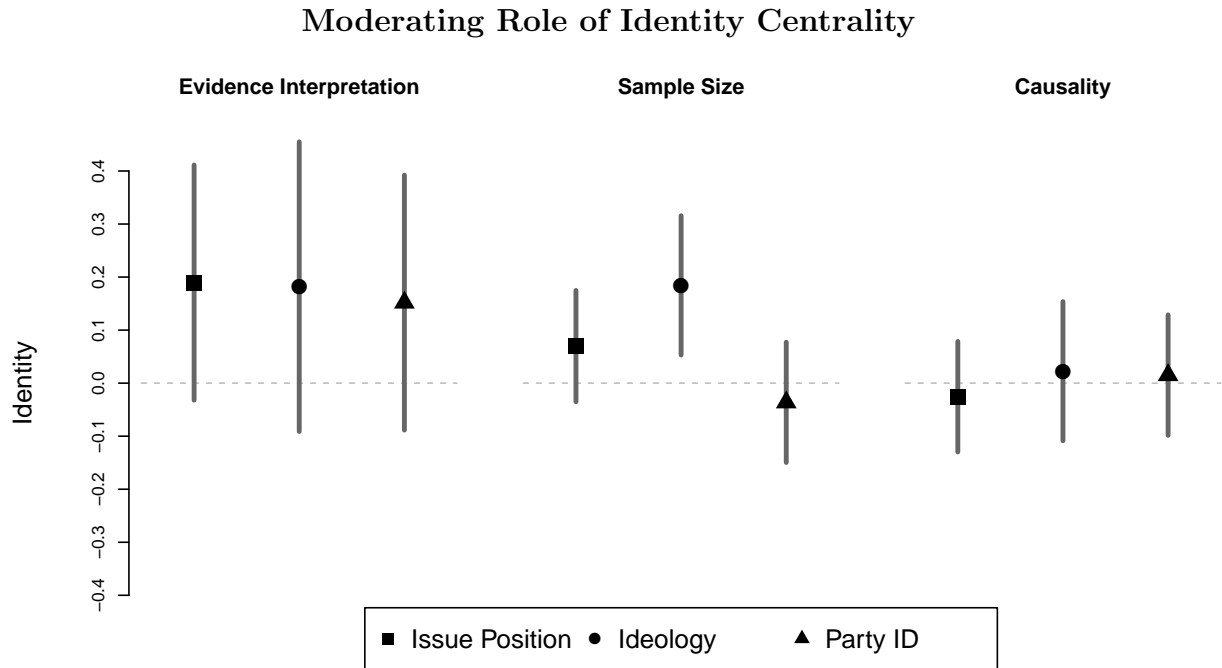 Moderating Role of Identity Centrality
Evidence Interpretation
Sample Size
Causality
Identity
0.4
0.3
0.2
0.1
0.0
−0.1
−0.2
−0.3
−0.4
Issue Position
Ideology
Party ID